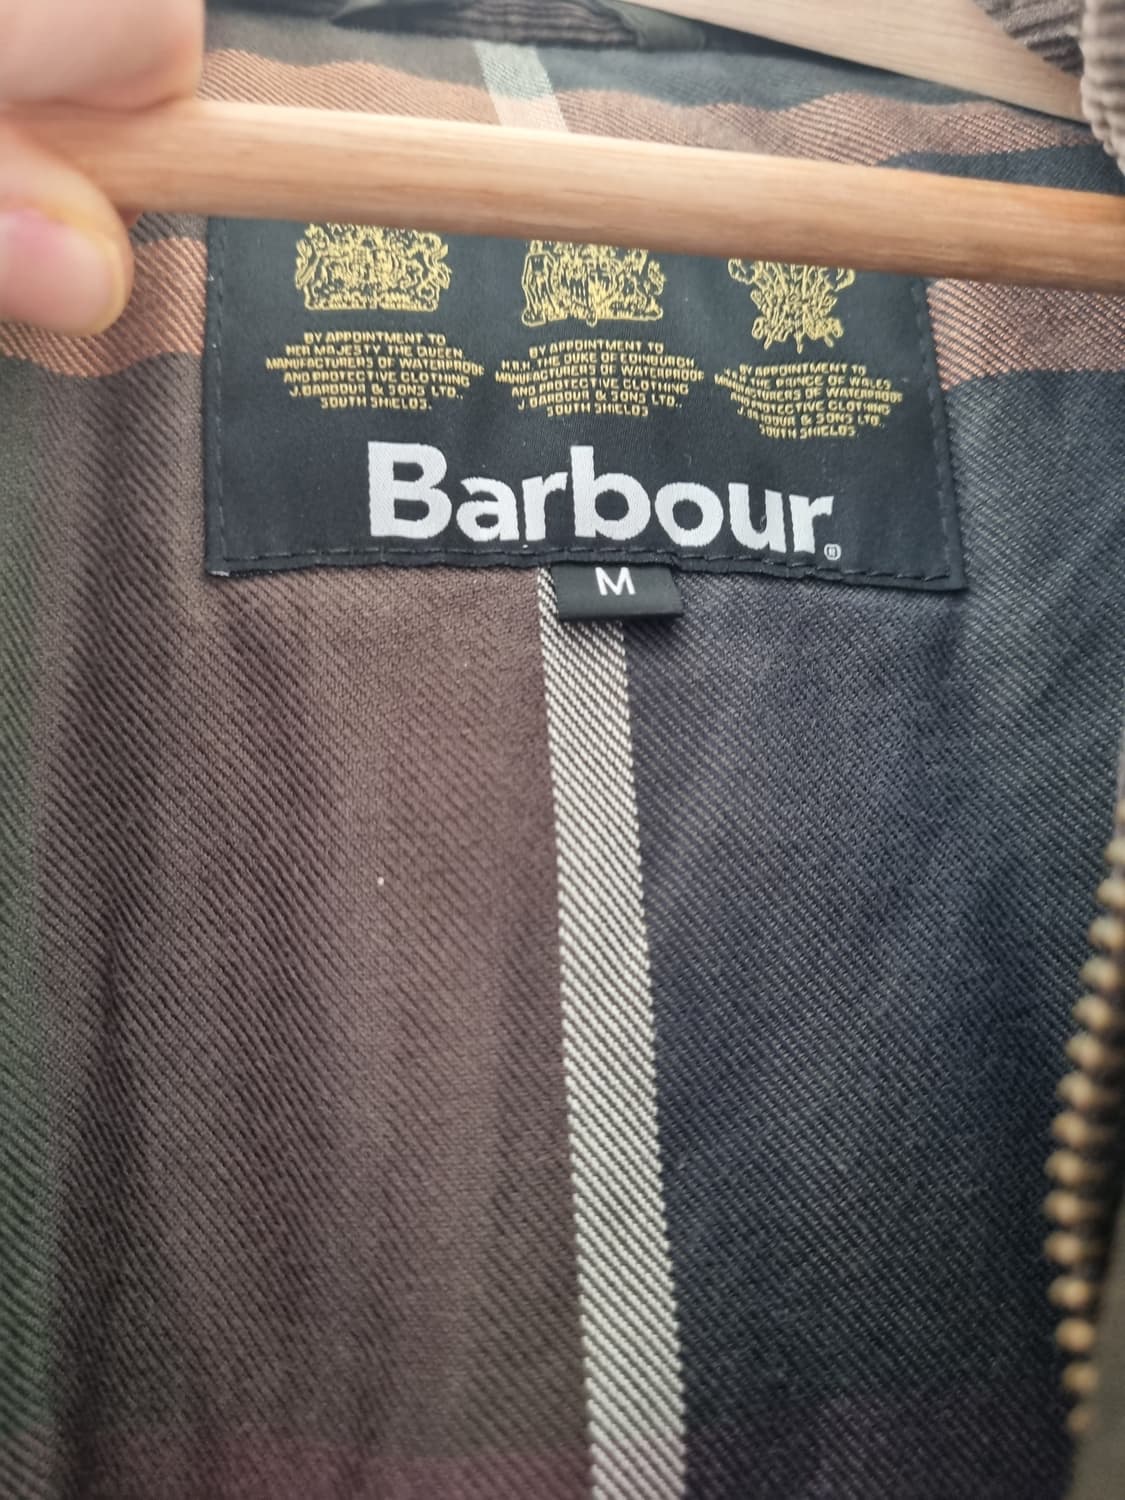 BY APPOINTMENT TO
HER MAJESTY THE QUEEN
MANUFACTURERS OF WATERPROOF
AND PROTECTIVE CLOTHING
J.BARBOUR & SONS LTD.
SOUTH SHIELDS.
BY APPOINTMENT TO
H.R.H. THE DUKE OF EDINBURGH
MANUFACTURERS OF WATERPROOF
AND PROTECTIVE CLOTHING
J BARBOUR & SONS LTD.
SOUTH SHIELDS
BY APPOINTMENT TO
THE PRINCE OF WALES
OF WATERPROOF
PROTECTIVE CLOTHING
J. BARBOUR & SONS LTD.
SOUTH SHIELDS.
Barbour®
M